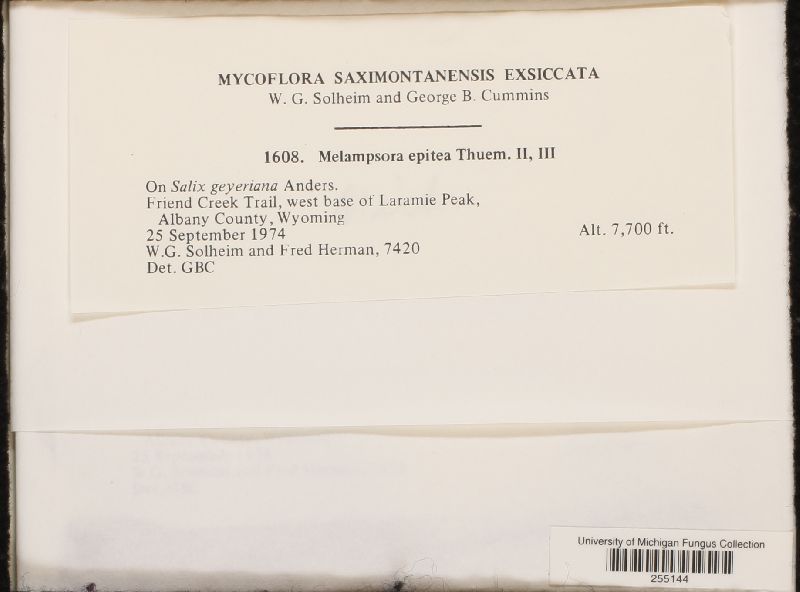 MYCOFLORA SAXIMONTANENSIS EXSICCATA
W. G. Solheim and George B. Cummins
1608. Melampsora epitea Thuem. II, III
On Salix geyeriana Anders.
Friend Creek Trail, west base of Laramie Peak,
Albany County, Wyoming
25 September 1974
Alt. 7,700 ft.
W.G. Solheim and Fred Herman, 7420
Det. GBC
University of Michigan Fungus Collection
255144